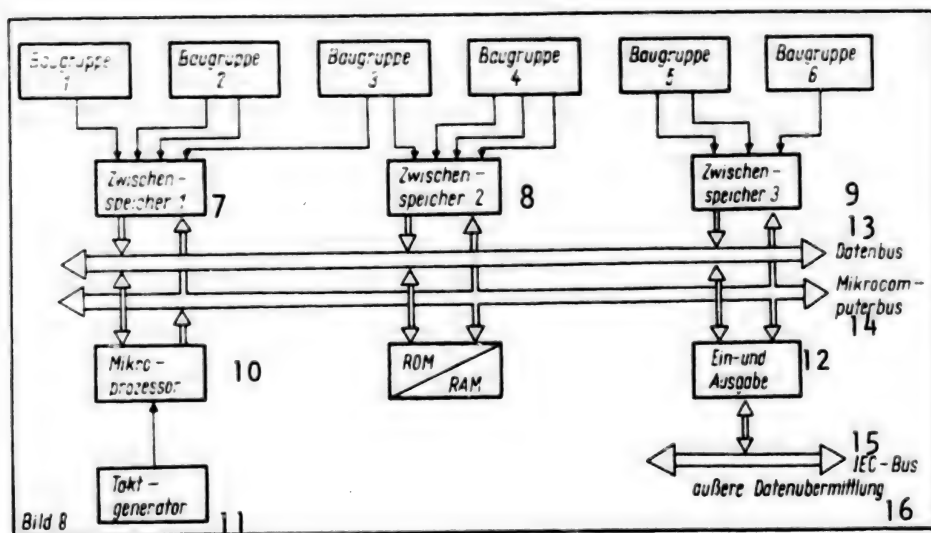 Baugruppe
1
Baugruppe
2
Baugruppe
3
Baugruppe
4
Baugruppe
5
Baugruppe
6
Zwischen-
speicher 1
7
Zwischen-
speicher 2
8
Zwischen-
speicher 3
9
13
Datenbus
Mikrocom-
puterbus
14
Mikro-
prozessor
10
ROM
RAM
Ein- und
Ausgabe
12
Takt-
generator
11
15
IEC-Bus
äußere Datenübermittlung
16
Bild 8